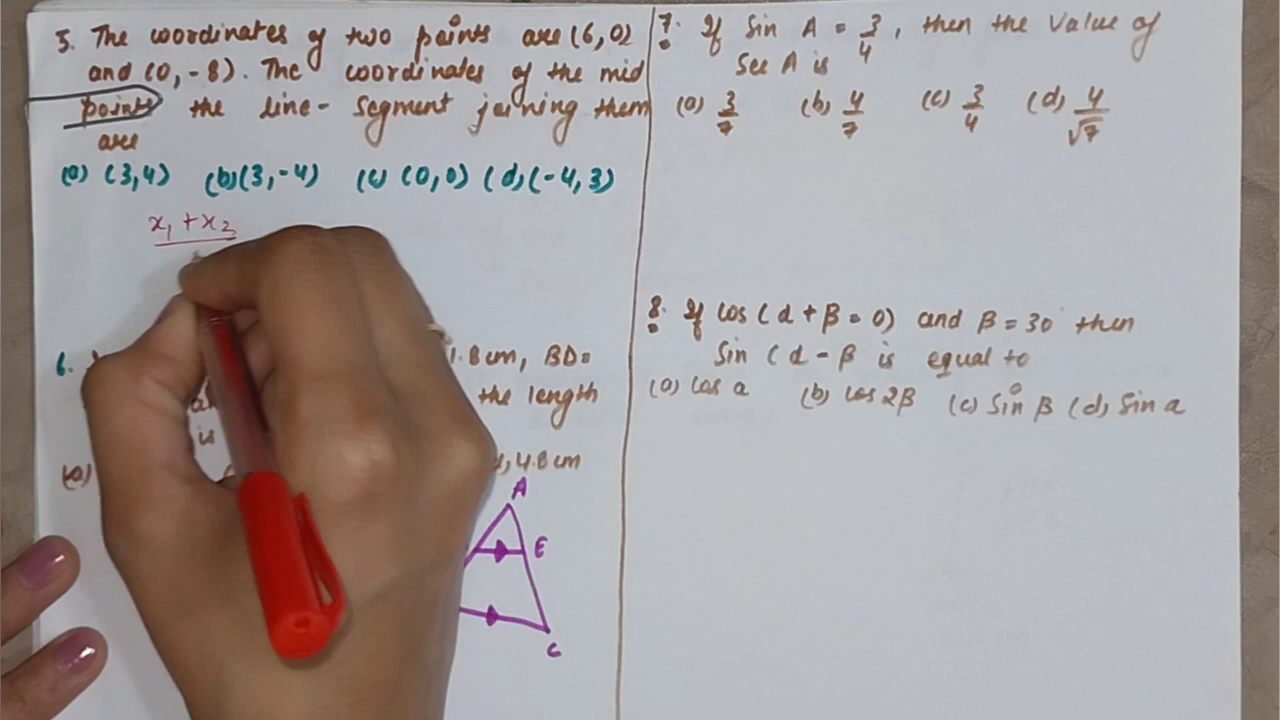 5. The coordinates of two points are (6,0)
and (0,-8). The coordinates of the mid
points the line-segment joining them
are
(a) (3,4) (b) (3,-4) (c) (0,0) (d) (-4,3)
x₁ + x₂
6.
1.8 cm, BD=
the length
is
(a) 4.8 cm
A
E
C
7. If Sin A = 3/4, then the value of
Sec A is
(a) 3/7 (b) 4/7 (c) 3/4 (d) 4/√7
8. If cos (α + β = 0) and β = 30 then
Sin (α - β is equal to
(a) cos a (b) cos 2β (c) Sin β (d) Sin a